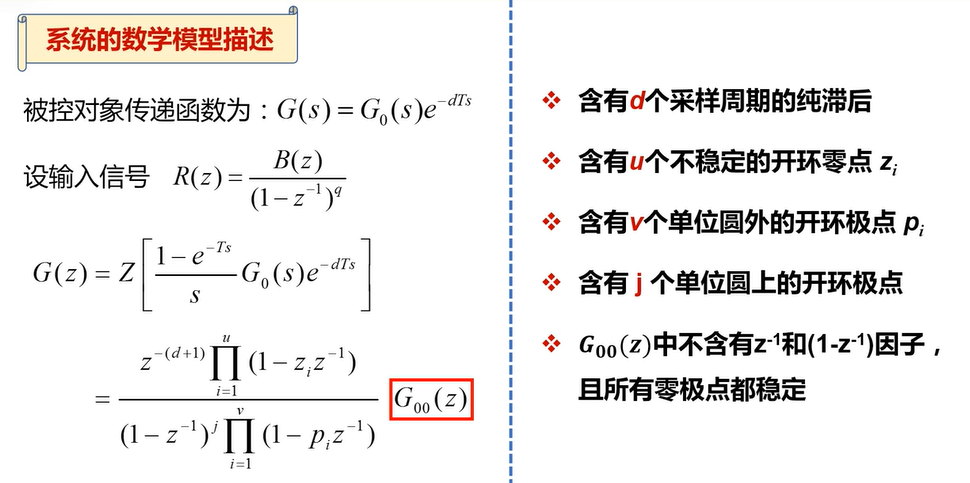 系统的数学模型描述
被控对象传递函数为：G(s) = G₀(s)e^{-dTs}
设输入信号 R(z) = \frac{B(z)}{(1-z^{-1})^q}
G(z) = Z\left[\frac{1-e^{-Ts}}{s}G_0(s)e^{-dTs}\right]
= \frac{z^{-(d+1)}\prod_{i=1}^{u}(1-z_i z^{-1})}{(1-z^{-1})^j\prod_{i=1}^{v}(1-p_i z^{-1})}G_{00}(z)
❖ 含有d个采样周期的纯滞后
❖ 含有u个不稳定的开环零点 z_i
❖ 含有v个单位圆外的开环极点 p_i
❖ 含有 j 个单位圆上的开环极点
❖ G_{00}(z)中不含有z^{-1}和(1-z^{-1})因子，
且所有零极点都稳定